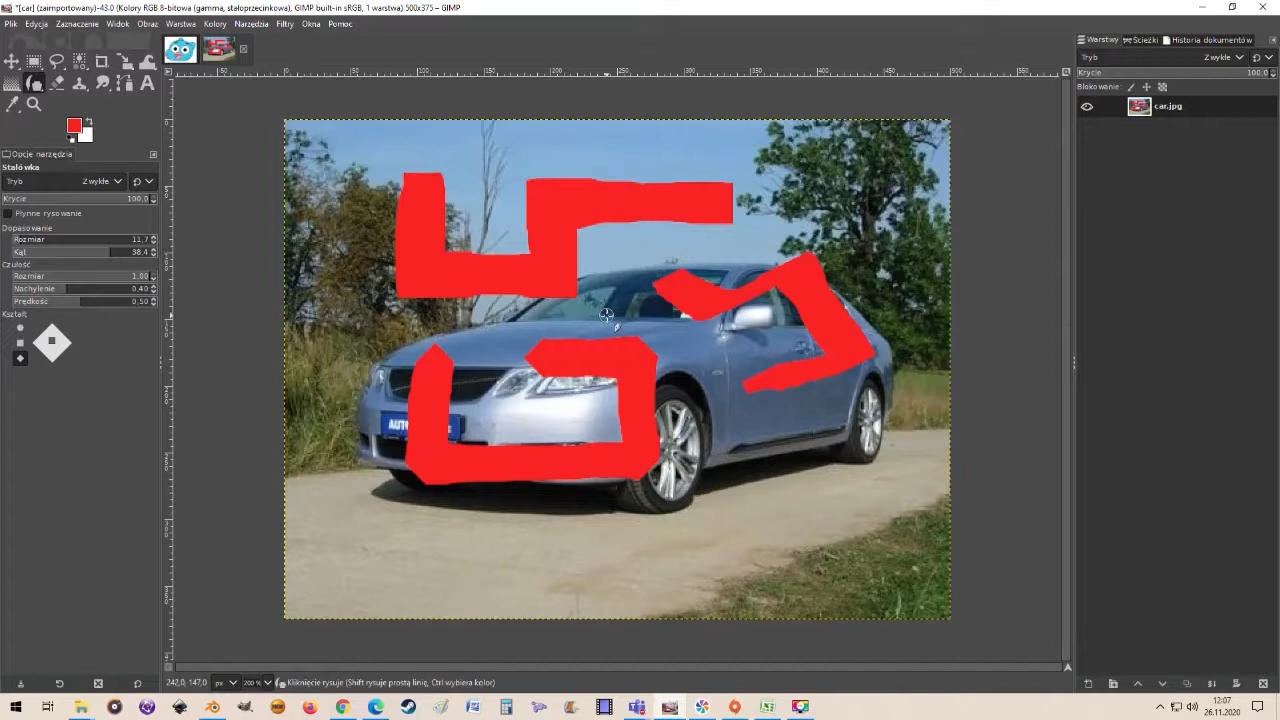 *[car] (zaimportowany)-43.0 (Kolory RGB 8-bitowa (gamma, stałoprzecinkowa), GIMP built-in sRGB, 1 warstwa) 500x375 – GIMP
Plik Edycja Zaznaczenie Widok Obraz Warstwa Kolory Narzędzia Filtry Okna Pomoc
Warstwy Ścieżki Historia dokumentów
Tryb Zwykłe
Krycie 100,0
Blokowanie:
car.jpg
Opcje narzędzia
Stalówka
Tryb Zwykłe
Krycie 100,0
Płynne rysowanie
Dopasowanie
Rozmiar 11,7
Kąt 38,4
Czułość
Rozmiar 1,00
Nachylenie 0,40
Prędkość 0,50
Kształt
242,0, 147,0 px 200 % Kliknięcie rysuje (Shift rysuje prostą linię, Ctrl wybiera kolor)
12:07
26.11.2020